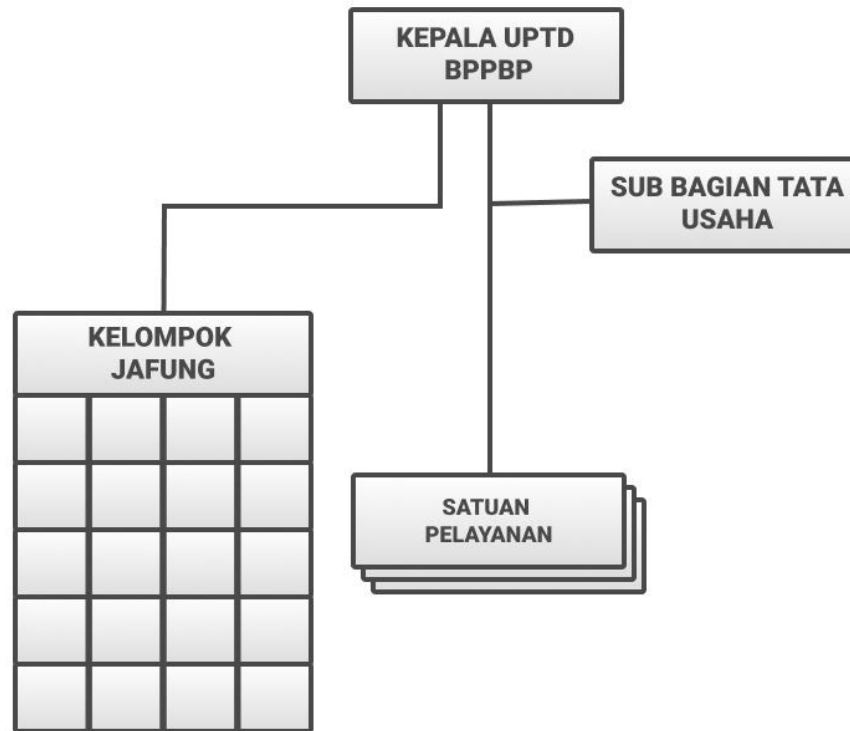 KEPALA UPTD
BPPBP
SUB BAGIAN TATA
USAHA
KELOMPOK
JAFUNG
SATUAN
PELAYANAN